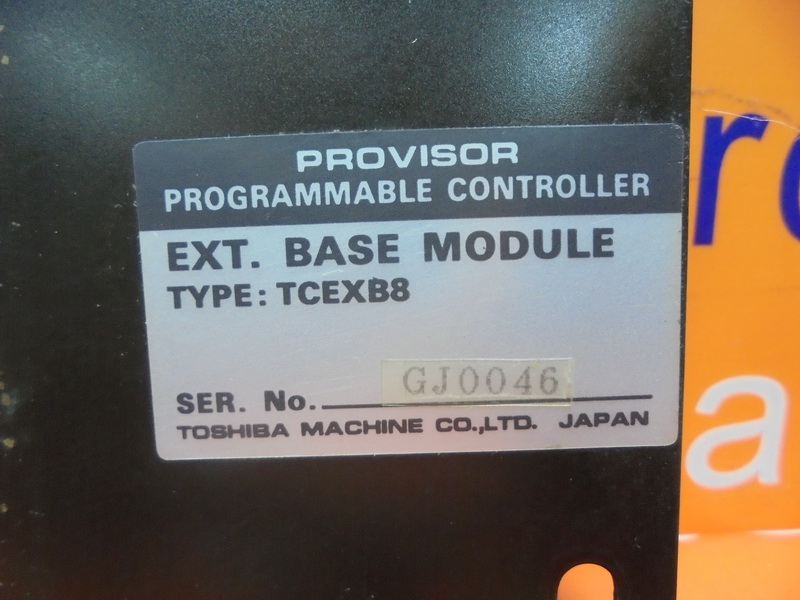 PROVISOR
PROGRAMMABLE CONTROLLER
EXT. BASE MODULE
TYPE: TCEXB8
SER. No. GJ0046
TOSHIBA MACHINE CO.,LTD. JAPAN